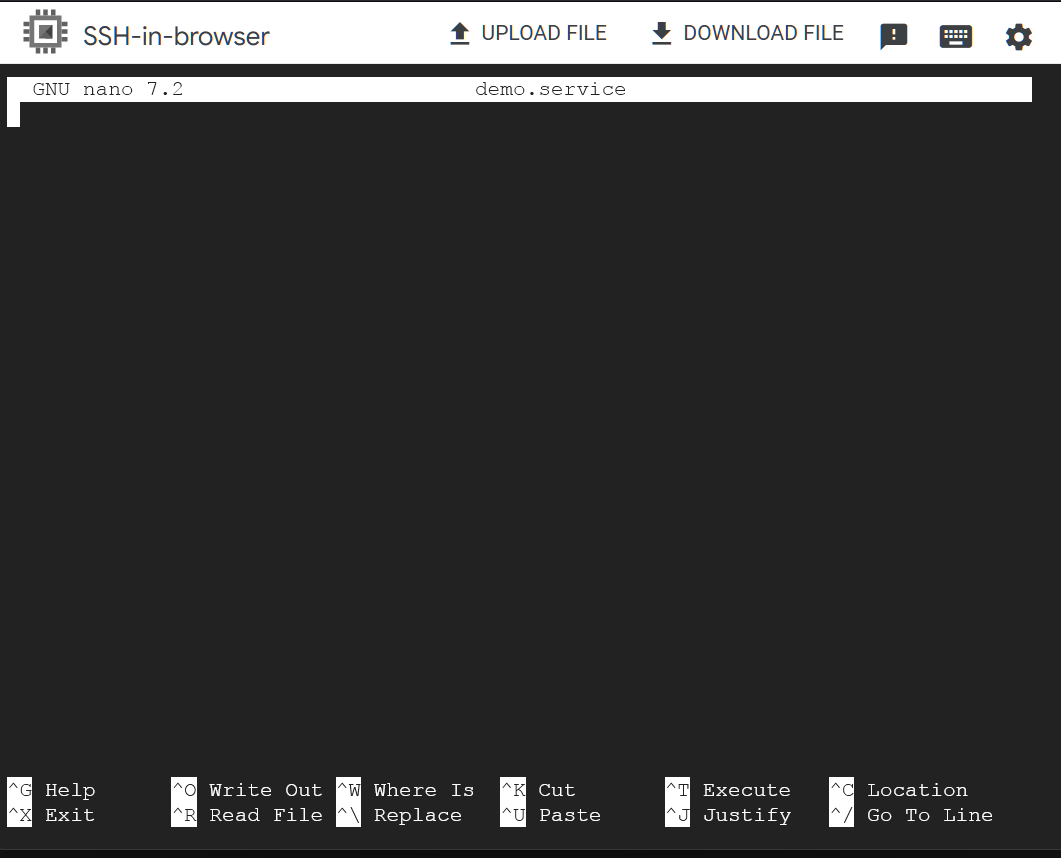 SSH-in-browser UPLOAD FILE DOWNLOAD FILE
GNU nano 7.2 demo.service
^G Help ^O Write Out ^W Where Is ^K Cut ^T Execute ^C Location
^X Exit ^R Read File ^\ Replace ^U Paste ^J Justify ^/ Go To Line